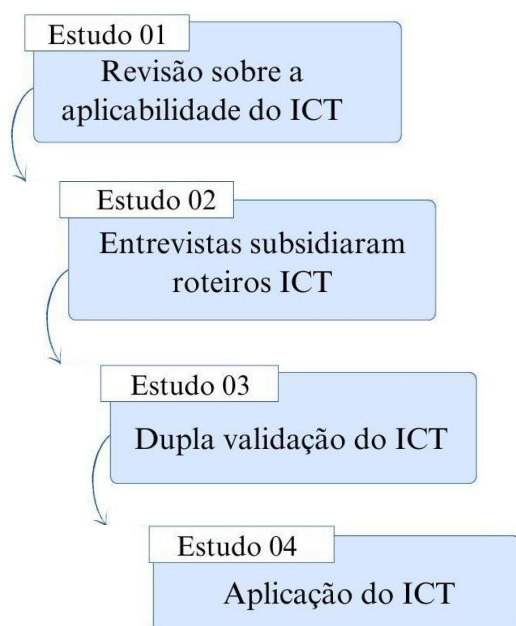 Estudo 01
Revisão sobre a
aplicabilidade do ICT
Estudo 02
Entrevistas subsidiaram
roteiros ICT
Estudo 03
Dupla validação do ICT
Estudo 04
Aplicação do ICT